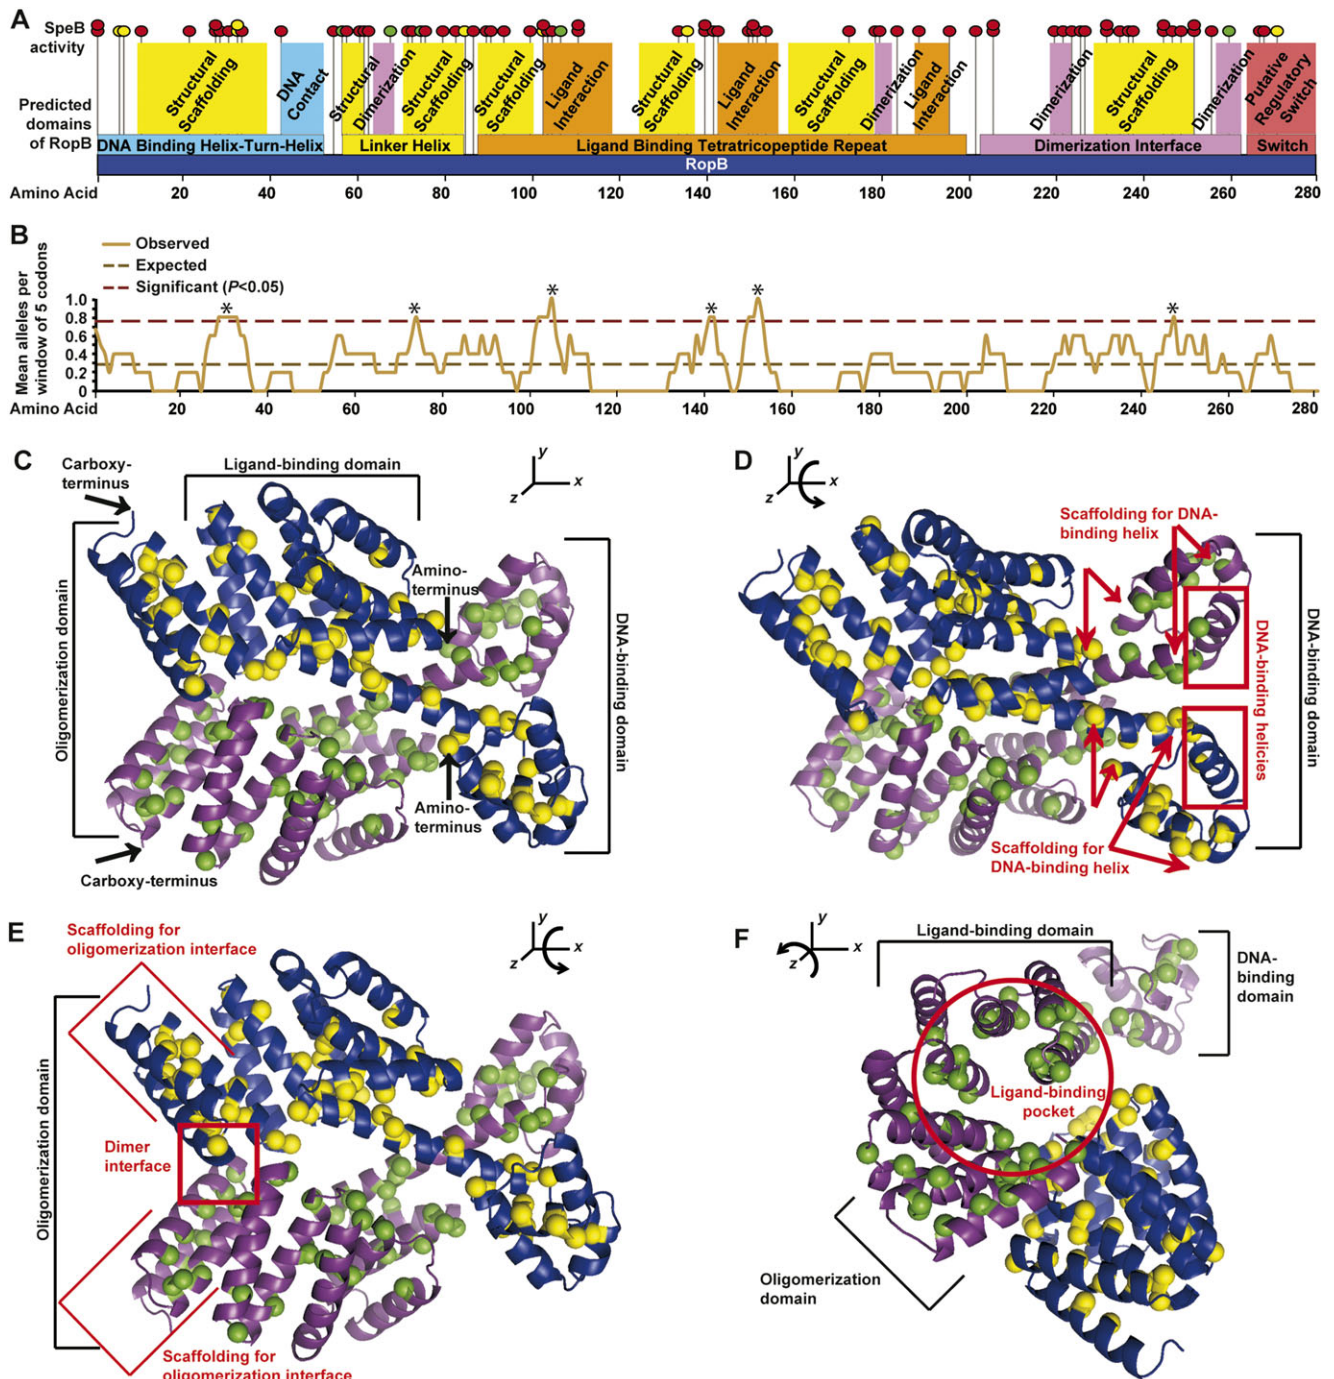 A
SpeB
activity
Predicted
domains
of RopB
Structural
Scaffolding
DNA
Contact
Structural
Dimerization
Structural
Scaffolding
Structural
Scaffolding
Ligand
Interaction
Structural
Scaffolding
Ligand
Interaction
Structural
Scaffolding
Dimerization
Ligand
Interaction
Dimerization
Structural
Scaffolding
Dimerization
Putative
Regulatory
Switch
DNA Binding Helix-Turn-Helix
Linker Helix
Ligand Binding Tetratricopeptide Repeat
Dimerization Interface
Switch
RopB
Amino Acid
20 40 60 80 100 120 140 160 180 200 220 240 260 280
B
Observed
Expected
Significant (P<0.05)
Mean alleles per
window of 5 codons
1.0
0.8
0.6
0.4
0.2
0
* * * * * *
Amino Acid
20 40 60 80 100 120 140 160 180 200 220 240 260 280
C
Carboxy-
terminus
Ligand-binding domain
y
z
x
Oligomerization domain
Amino-
terminus
DNA-binding domain
Amino-
terminus
Carboxy-terminus
D
y
z
x
Scaffolding for DNA-
binding helix
DNA-binding helicies
DNA-binding domain
Scaffolding for
DNA-binding helix
E
Scaffolding for
oligomerization interface
y
z
x
Oligomerization domain
Dimer
interface
Scaffolding for
oligomerization interface
F
y
z
x
Ligand-binding domain
DNA-
binding
domain
Ligand-binding
pocket
Oligomerization
domain